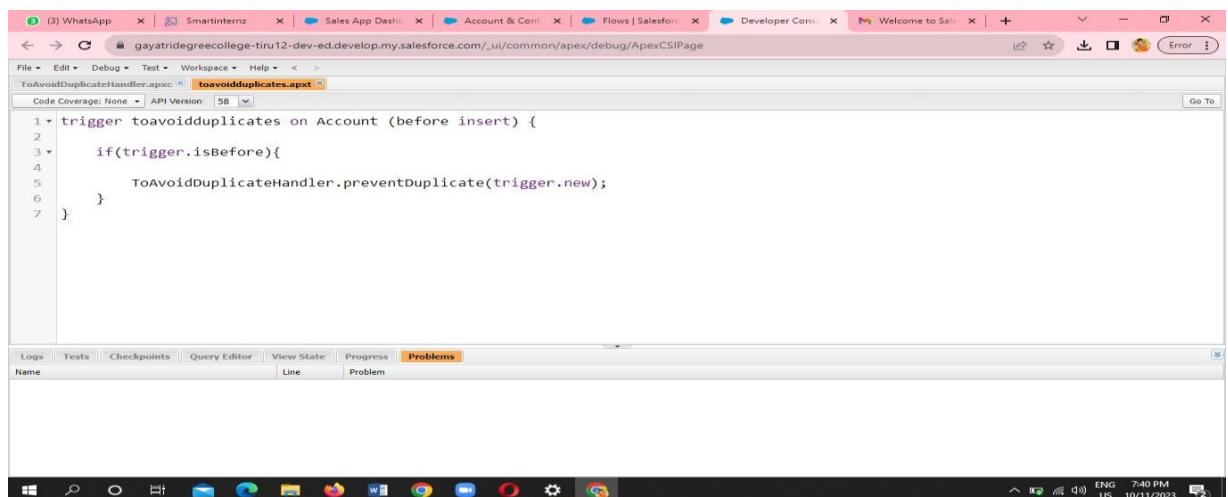 (3) WhatsApp
Smartinternz
Sales App Dashb
Account & Cont
Flows | Salesforc
Developer Cons
Welcome to Sale
gayatridegreecollege-tiru12-dev-ed.develop.my.salesforce.com/_ui/common/apex/debug/ApexCSIPage
Error
File Edit Debug Test Workspace Help < >
ToAvoidDuplicateHandler.apxc toavoidduplicates.apxt
Code Coverage: None API Version: 58 Go To
1 trigger toavoidduplicates on Account (before insert) {
2
3 if(trigger.isBefore){
4
5 ToAvoidDuplicateHandler.preventDuplicate(trigger.new);
6 }
7 }
Logs Tests Checkpoints Query Editor View State Progress Problems
Name Line Problem
ENG 7:40 PM
US 10/11/2023